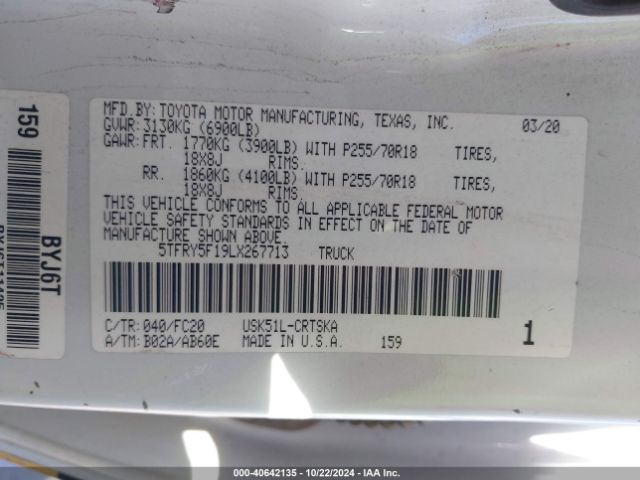 MFD.BY: TOYOTA MOTOR MANUFACTURING, TEXAS, INC. 03/20
GVWR: 3130KG (6900LB)
GAWR: FRT. 1770KG (3900LB) WITH P255/70R18 TIRES,
18X8J RIMS.
RR. 1860KG (4100LB) WITH P255/70R18 TIRES,
18X8J RIMS.
THIS VEHICLE CONFORMS TO ALL APPLICABLE FEDERAL MOTOR
VEHICLE SAFETY STANDARDS IN EFFECT ON THE DATE OF
MANUFACTURE SHOWN ABOVE.
5TFRY5F19LX267713 TRUCK
C/TR: 040/FC20 USK51L-CRTSKA
A/TM: B02A/AB60E MADE IN U.S.A. 159 1
159
BYJ6T
000-40642135 - 10/22/2024 - IAA Inc.